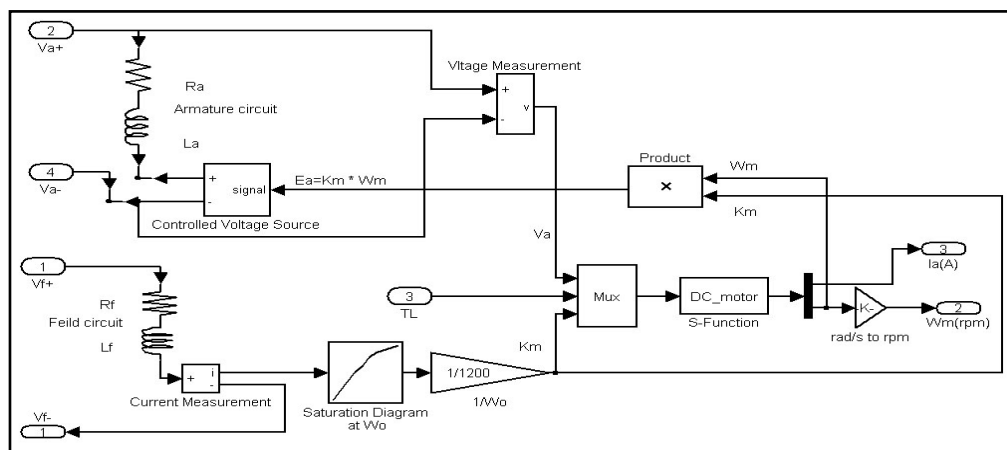 2
Va+
Ra
Armature circuit
La
4
Va-
+
-
signal
Controlled Voltage Source
Ea=Km * Wm
Vltage Measurement
+
-
v
Product
×
Wm
Km
Va
1
Vf+
Rf
Feild circuit
Lf
+
i
-
Current Measurement
Vf-
1
Saturation Diagram
at Wo
1/1200
1/Wo
Km
3
TL
Mux
DC_motor
S-Function
-K-
rad/s to rpm
3
Ia(A)
2
Wm(rpm)